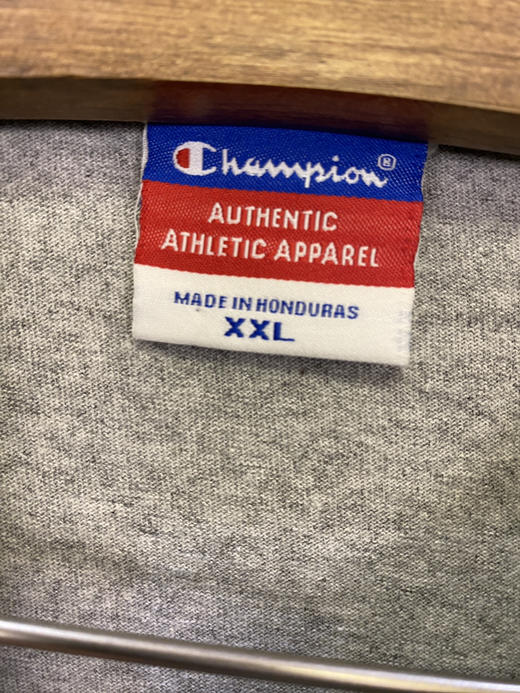 Champion®
AUTHENTIC
ATHLETIC APPAREL
MADE IN HONDURAS
XXL